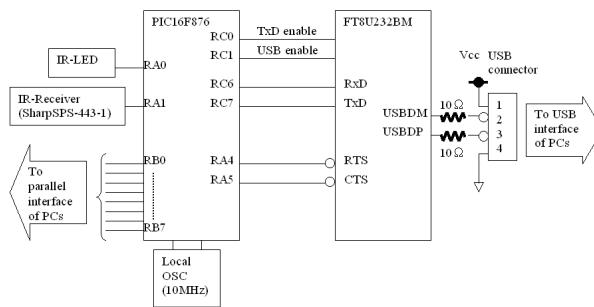 PIC16F876
FT8U232BM
RC0
TxD enable
RC1
USB enable
Vcc
USB
connector
IR-LED
RA0
RC6
RxD
RC7
TxD
IR-Receiver
(SharpSPS-443-1)
RA1
USBDM
10 Ω
USBDP
10 Ω
1
2
3
4
To USB
interface
of PCs
To
parallel
interface
of PCs
RB0
RB7
RA4
RTS
RA5
CTS
Local
OSC
(10MHz)